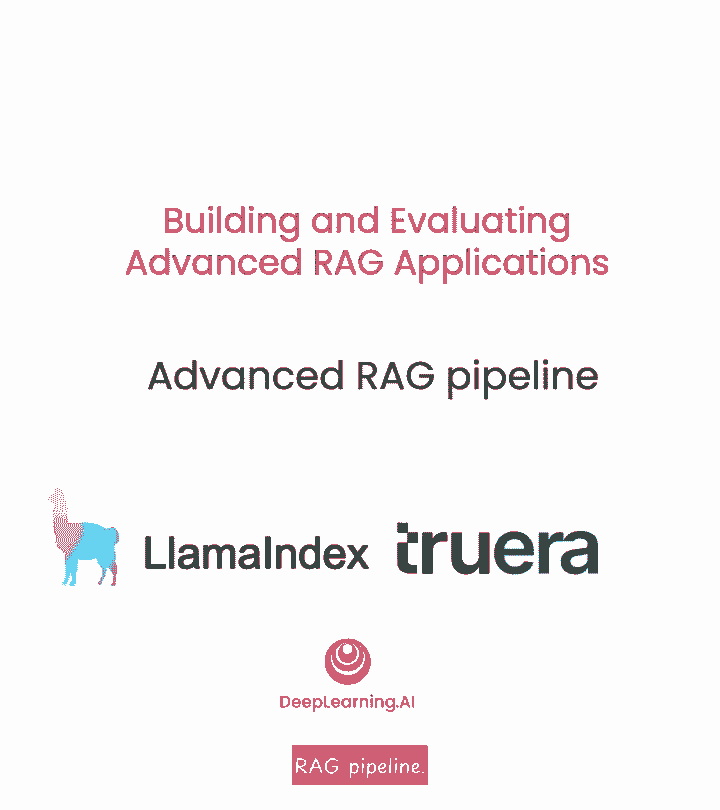 Building and Evaluating
Advanced RAG Applications
Advanced RAG pipeline
LlamaIndex truera
DeepLearning.AI
RAG pipeline.